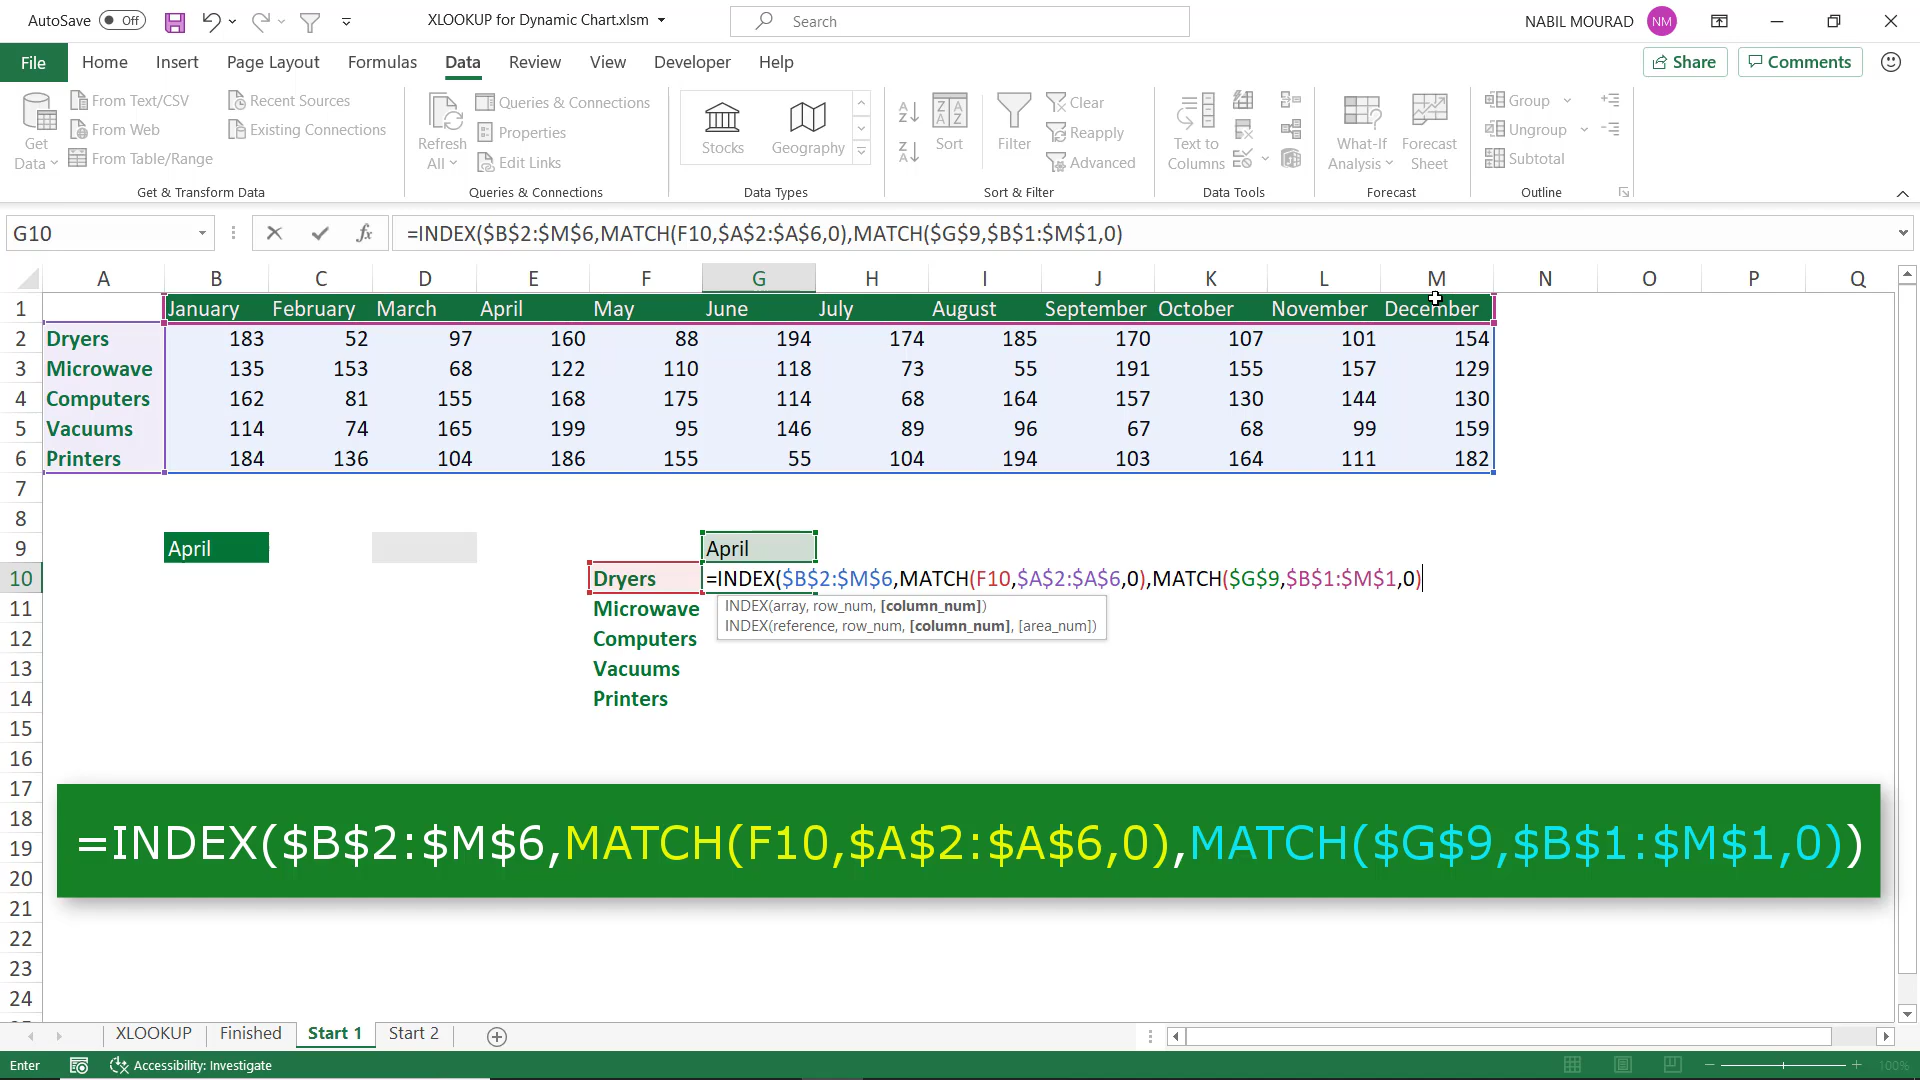 AutoSave Off XLOOKUP for Dynamic Chart.xlsm Search NABIL MOURAD NM
File Home Insert Page Layout Formulas Data Review View Developer Help Share Comments
Get Data
From Text/CSV
From Web
From Table/Range
Recent Sources
Existing Connections
Get & Transform Data
Refresh All
Queries & Connections
Properties
Edit Links
Queries & Connections
Stocks Geography
Data Types
Sort
Filter
Clear
Reapply
Advanced
Sort & Filter
Text to Columns
Data Tools
What-If Analysis
Forecast Sheet
Forecast
Group
Ungroup
Subtotal
Outline
G10 fx =INDEX($B$2:$M$6,MATCH(F10,$A$2:$A$6,0),MATCH($G$9,$B$1:$M$1,0)
A B C D E F G H I J K L M N O P Q
1 January February March April May June July August September October November December
2 Dryers 183 52 97 160 88 194 174 185 170 107 101 154
3 Microwave 135 153 68 122 110 118 73 55 191 155 157 129
4 Computers 162 81 155 168 175 114 68 164 157 130 144 130
5 Vacuums 114 74 165 199 95 146 89 96 67 68 99 159
6 Printers 184 136 104 186 155 55 104 194 103 164 111 182
7
8
9 April April
10 Dryers =INDEX($B$2:$M$6,MATCH(F10,$A$2:$A$6,0),MATCH($G$9,$B$1:$M$1,0)
11 Microwave INDEX(array, row_num, [column_num])
INDEX(reference, row_num, [column_num], [area_num])
12 Computers
13 Vacuums
14 Printers
15
16
17
18
=INDEX($B$2:$M$6,MATCH(F10,$A$2:$A$6,0),MATCH($G$9,$B$1:$M$1,0))
19
20
21
22
23
24
XLOOKUP Finished Start 1 Start 2
Enter Accessibility: Investigate 100%